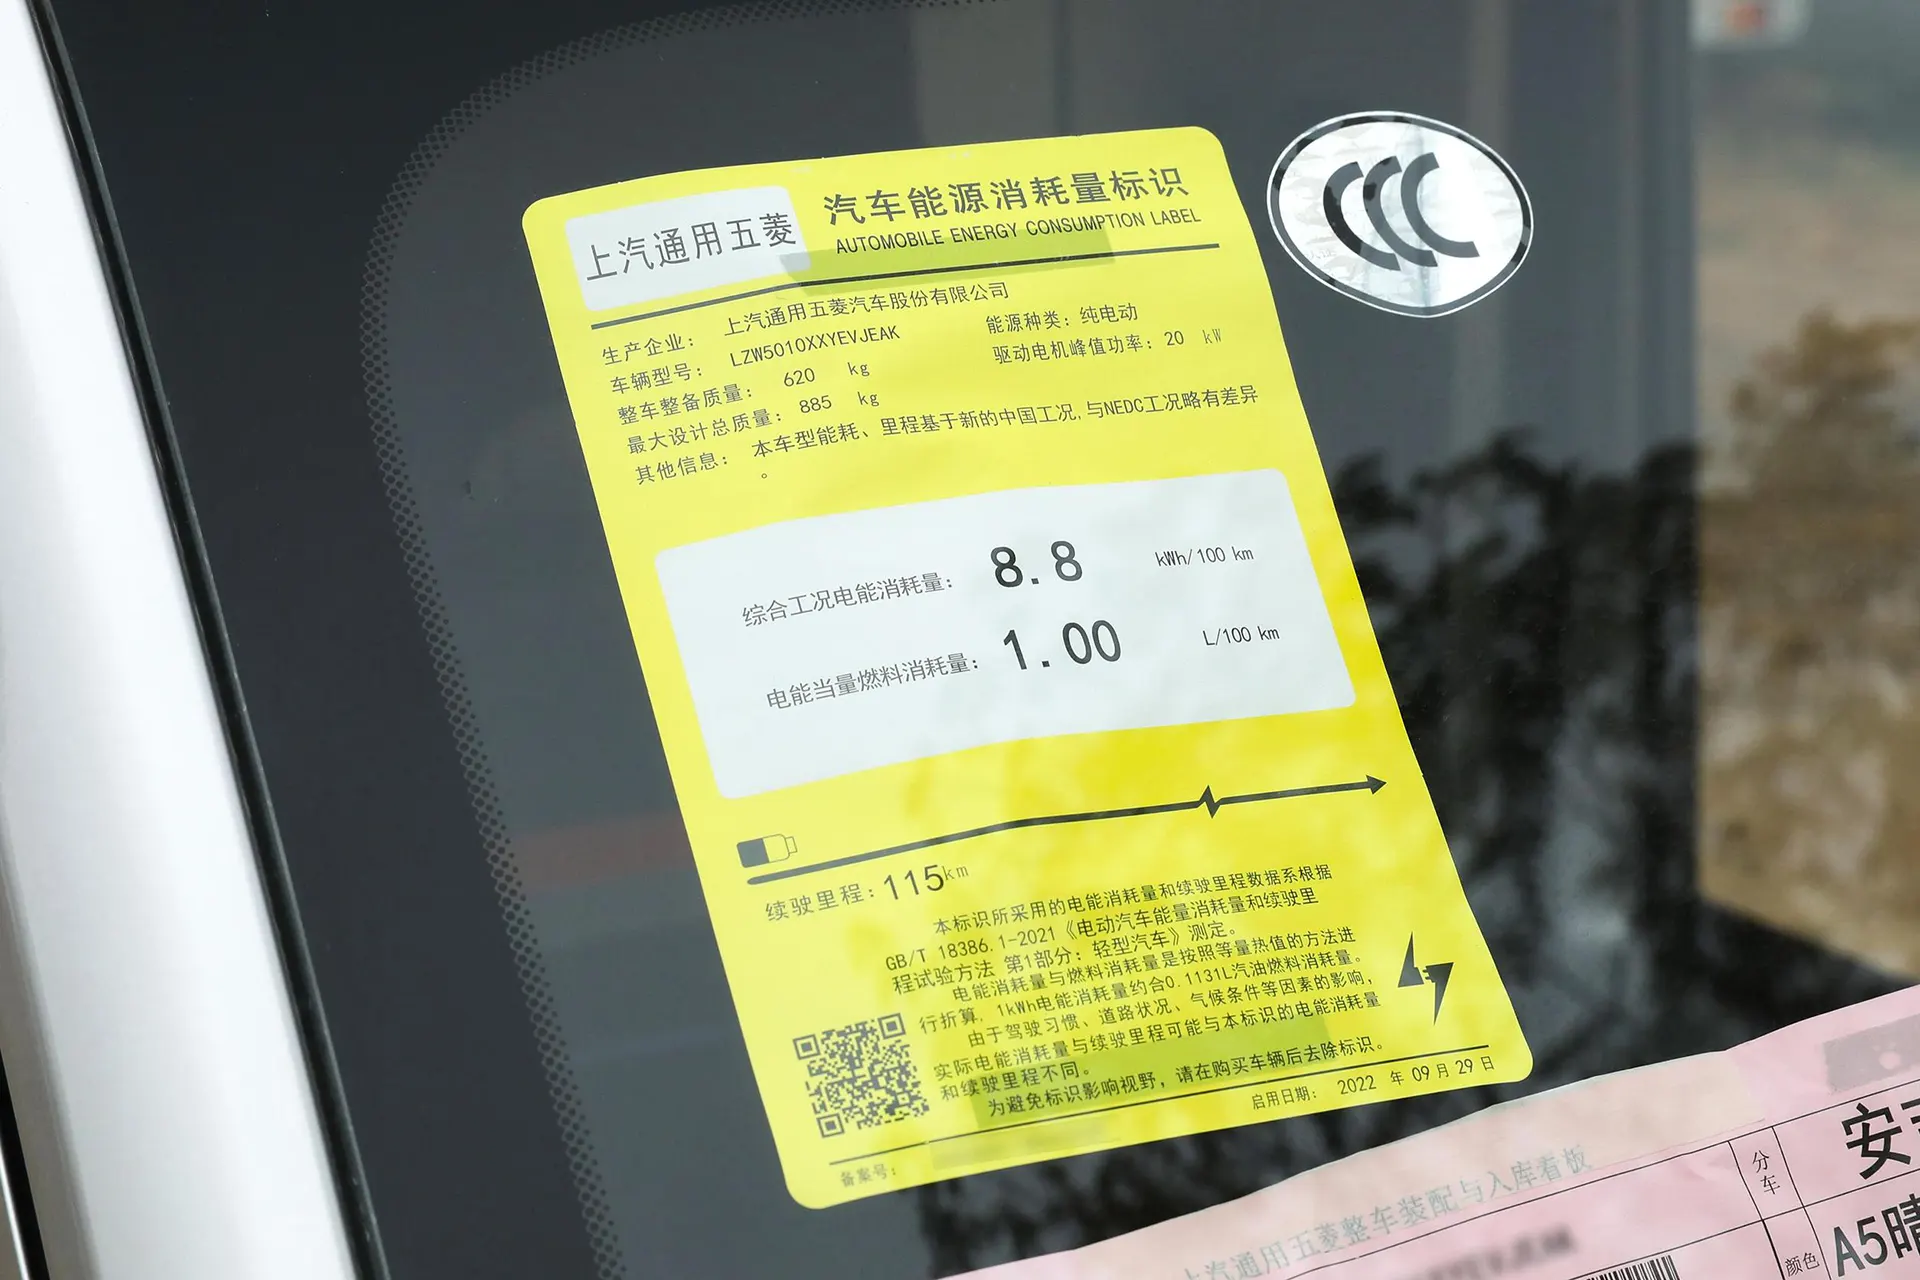 上汽通用五菱
汽车能源消耗量标识
AUTOMOBILE ENERGY CONSUMPTION LABEL
生产企业： 上汽通用五菱汽车股份有限公司
车辆型号： LZW5010XXYEVJEAK
能源种类：纯电动
整车整备质量： 620 kg
驱动电机峰值功率：20 kW
最大设计总质量： 885 kg
其他信息： 本车型能耗、里程基于新的中国工况,与NEDC工况略有差异
。
综合工况电能消耗量： 8.8 kWh/100 km
电能当量燃料消耗量： 1.00 L/100 km
续驶里程：115km
本标识所采用的电能消耗量和续驶里程数据系根据
GB/T 18386.1-2021《电动汽车能量消耗量和续驶里
程试验方法 第1部分：轻型汽车》测定。
电能消耗量与燃料消耗量是按照等量热值的方法进
行折算，1kWh电能消耗量约合0.1131L汽油燃料消耗量。
由于驾驶习惯、道路状况、气候条件等因素的影响，
实际电能消耗量与续驶里程可能与本标识的电能消耗量
和续驶里程不同。
为避免标识影响视野，请在购买车辆后去除标识。
启用日期： 2022 年 09 月 29 日
备案号：
CCC
上汽通用五菱整车装配与入库看板
分车
安
颜色
A5晴